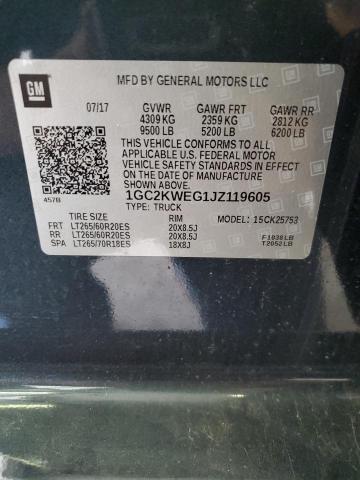 GM
MFD BY GENERAL MOTORS LLC
07/17 GVWR GAWR FRT GAWR RR
4309 KG 2359 KG 2812 KG
9500 LB 5200 LB 6200 LB
THIS VEHICLE CONFORMS TO ALL
APPLICABLE U.S. FEDERAL MOTOR
VEHICLE SAFETY STANDARDS IN EFFECT
ON THE DATE OF MANUFACTURE
SHOWN ABOVE.
1GC2KWEG1JZ119605
457B TYPE: TRUCK
TIRE SIZE RIM MODEL: 15CK25753
FRT LT265/60R20ES 20X8.5J
RR LT265/60R20ES 20X8.5J F1938LB
SPA LT265/70R18ES 18X8J T2052LB